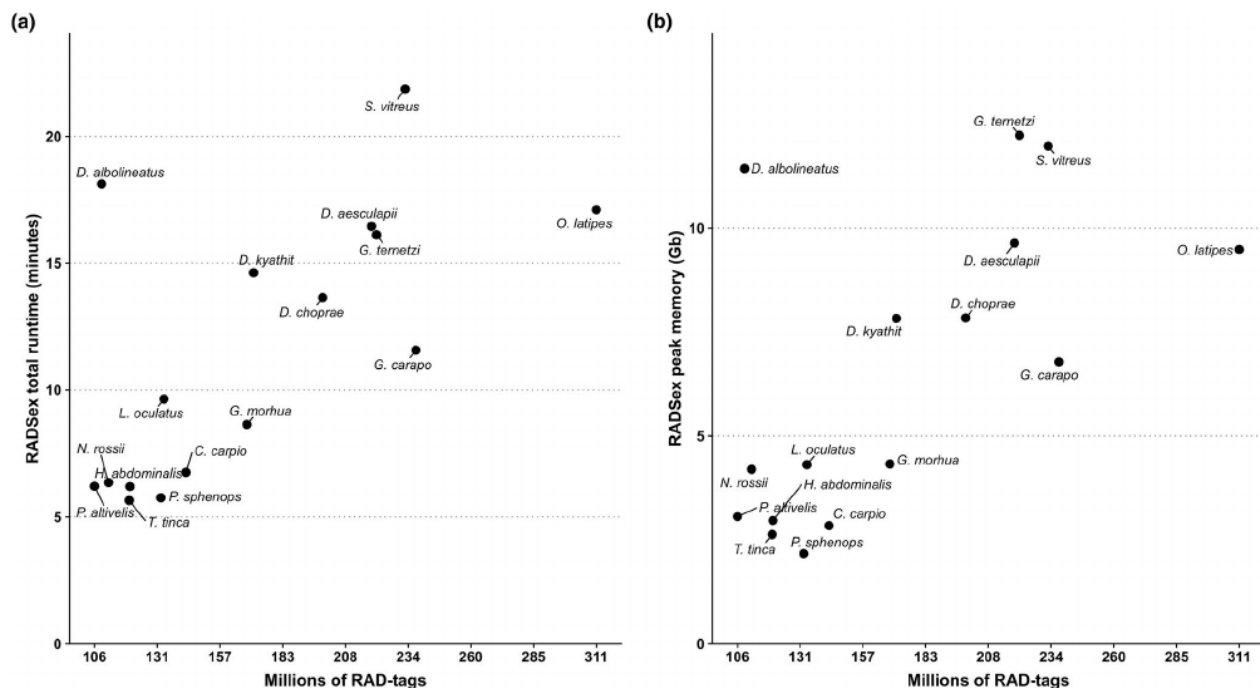 (a)
RADSex total runtime (minutes)
20
15
10
5
0
S. vitreus
D. albolineatus
D. aesculapii
O. latipes
G. ternetzi
D. kyathit
D. choprae
G. carapo
L. oculatus
G. morhua
N. rossii
C. carpio
H. abdominalis
P. sphenops
P. altivelis
T. tinca
106 131 157 183 208 234 260 285 311
Millions of RAD-tags
(b)
RADSex peak memory (Gb)
10
5
0
G. ternetzi
S. vitreus
D. albolineatus
O. latipes
D. aesculapii
D. choprae
D. kyathit
G. carapo
L. oculatus
G. morhua
N. rossii
H. abdominalis
P. altivelis
C. carpio
T. tinca
P. sphenops
106 131 157 183 208 234 260 285 311
Millions of RAD-tags